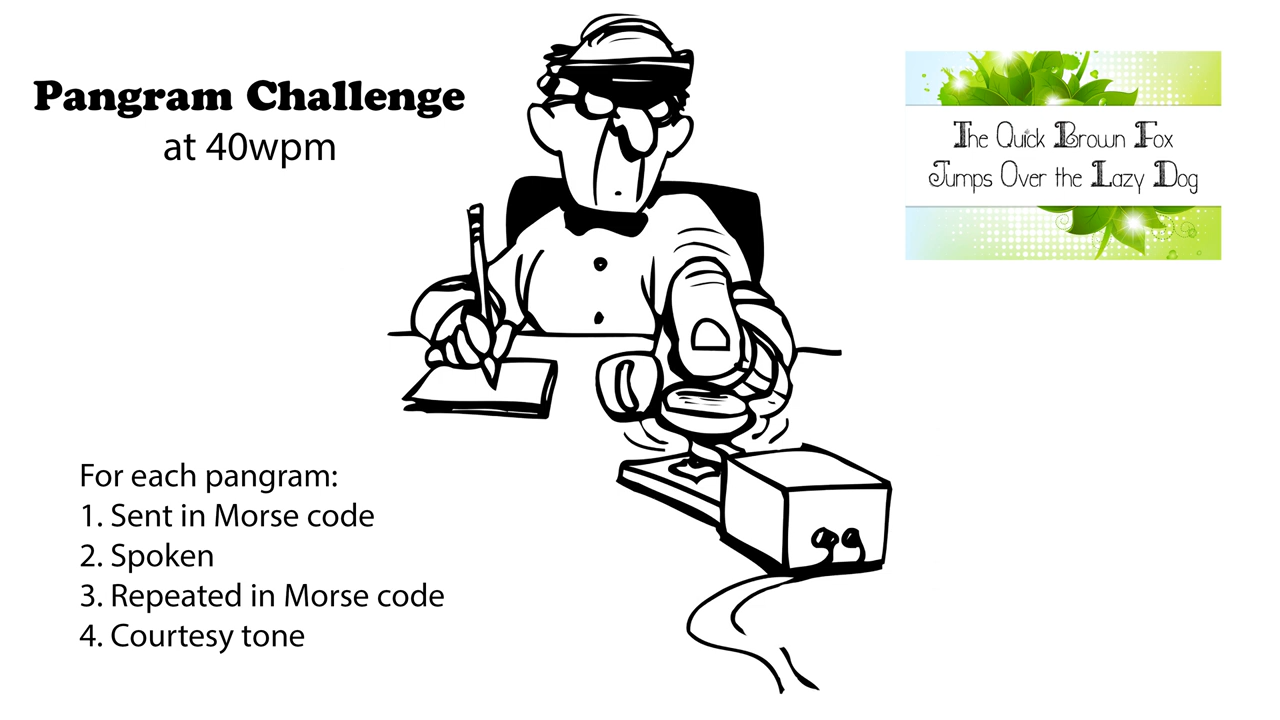 Pangram Challenge
at 40wpm
The Quick Brown Fox
Jumps Over the Lazy Dog
For each pangram:
1. Sent in Morse code
2. Spoken
3. Repeated in Morse code
4. Courtesy tone